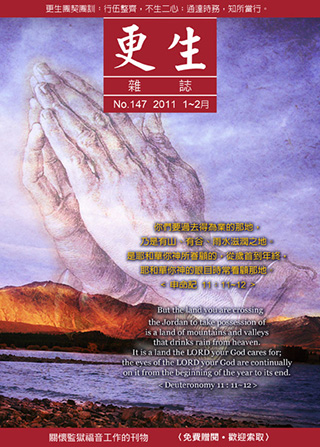 更生團契團訓：行伍整齊，不生二心；通達時務，知所當行。
更生
雜誌
No.147 2011 1~2月
你們要過去得為業的那地，
乃是有山、有谷、雨水滋潤之地。
是耶和華你神所眷顧的，從歲首到年終，
耶和華你神的眼目時常看顧那地。
< 申命記 11：11~12 >
But the land you are crossing
the Jordan to take possession of
is a land of mountains and valleys
that drinks rain from heaven.
It is a land the LORD your God cares for;
the eyes of the LORD your God are continually
on it from the beginning of the year to its end.
< Deuteronomy 11 : 11~12 >
關懷監獄福音工作的刊物 〈免費贈閱・歡迎索取〉